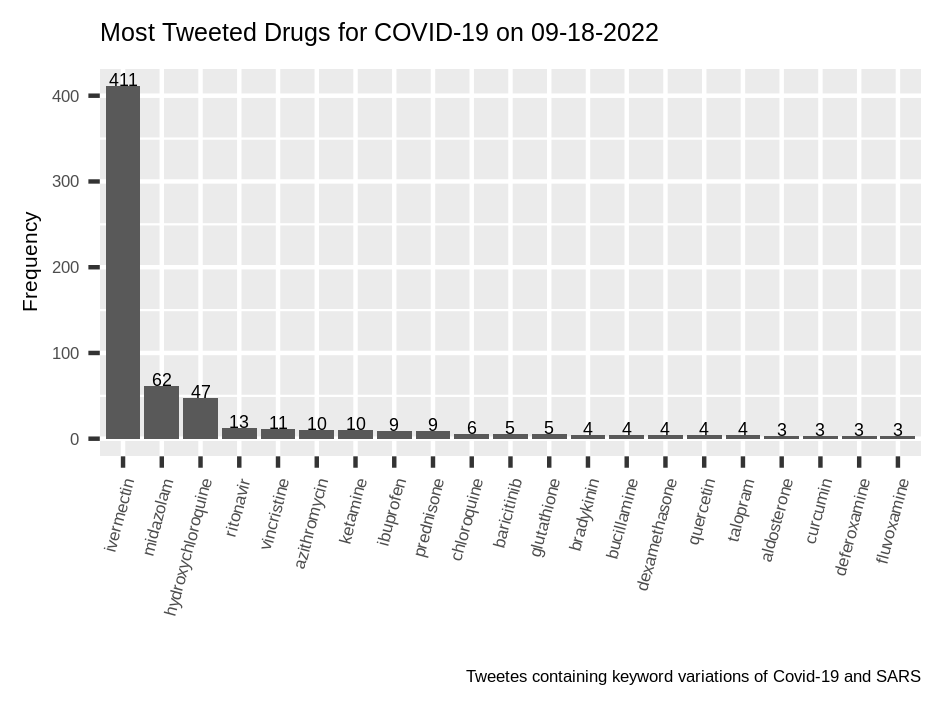 Most Tweeted Drugs for COVID-19 on 09-18-2022
Frequency
400
300
200
100
0
411
62
47
13
11
10
10
9
9
6
5
5
4
4
4
4
4
3
3
3
3
ivermectin
midazolam
hydroxychloroquine
ritonavir
vincristine
azithromycin
ketamine
ibuprofen
prednisone
chloroquine
baricitinib
glutathione
bradykinin
bucillamine
dexamethasone
quercetin
talopram
aldosterone
curcumin
deferoxamine
fluvoxamine
Tweetes containing keyword variations of Covid-19 and SARS